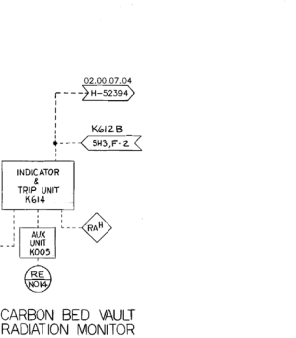 02.00.07.04
H-52394
K612B
SH3,F-2
INDICATOR
&
TRIP UNIT
K614
RAH
AUX
UNIT
K005
RE
N014
CARBON BED VAULT
RADIATION MONITOR